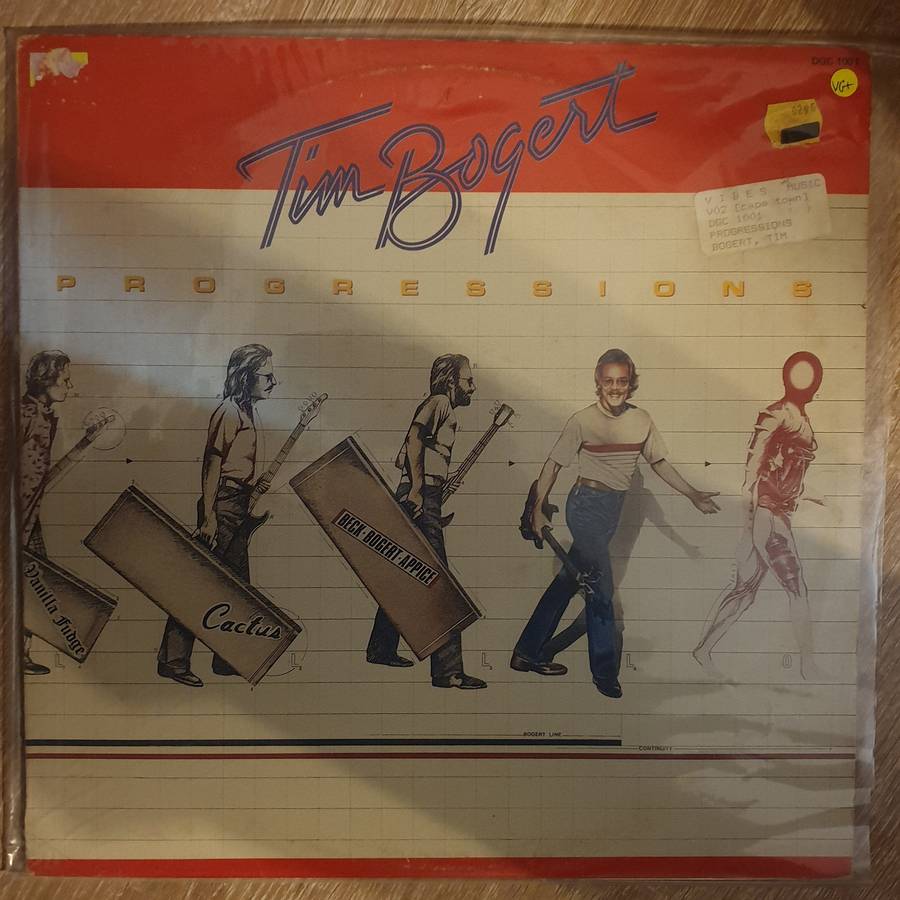 DGC 1001
VG+
Tim Bogert
VIBES MUSIC
VO2 [Cape town]
DGC 1001
PROGRESSIONS
BOGERT, TIM
PROGRESSIONS
Vanilla Fudge
Cactus
BECK·BOGERT·APPICE
BOGERT LINE
CONTINUITY